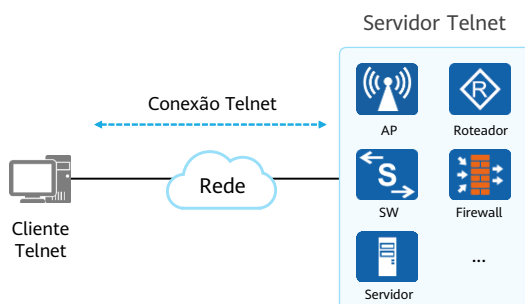 Servidor Telnet
Conexão Telnet
AP
R
Roteador
Rede
S
SW
Firewall
Cliente
Telnet
Servidor
...